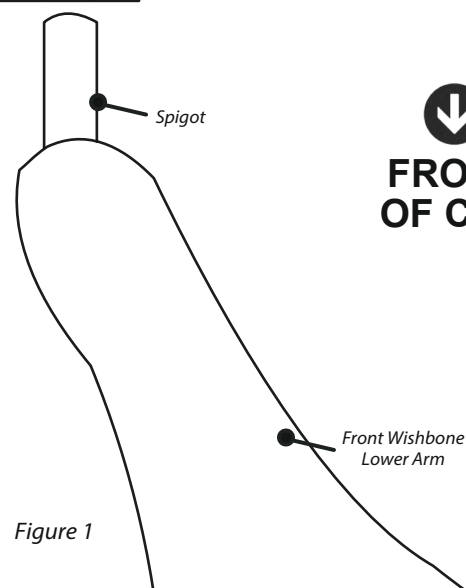 Spigot
FRO
OF C
Front Wishbone
Lower Arm
Figure 1